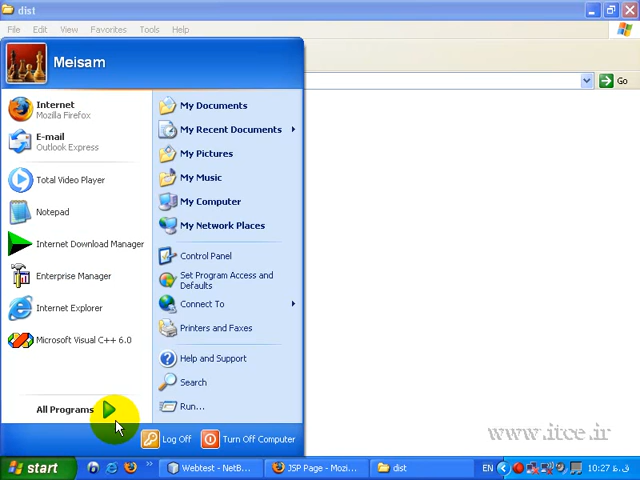 dist
File Edit View Favorites Tools Help
Meisam
Go
Internet
Mozilla Firefox
E-mail
Outlook Express
Total Video Player
Notepad
Internet Download Manager
Enterprise Manager
Internet Explorer
Microsoft Visual C++ 6.0
All Programs
My Documents
My Recent Documents
My Pictures
My Music
My Computer
My Network Places
Control Panel
Set Program Access and
Defaults
Connect To
Printers and Faxes
Help and Support
Search
Run...
Log Off
Turn Off Computer
www.itce.ir
start
Webtest - NetB...
JSP Page - Mozi...
dist
EN
10:27 ق.ظ